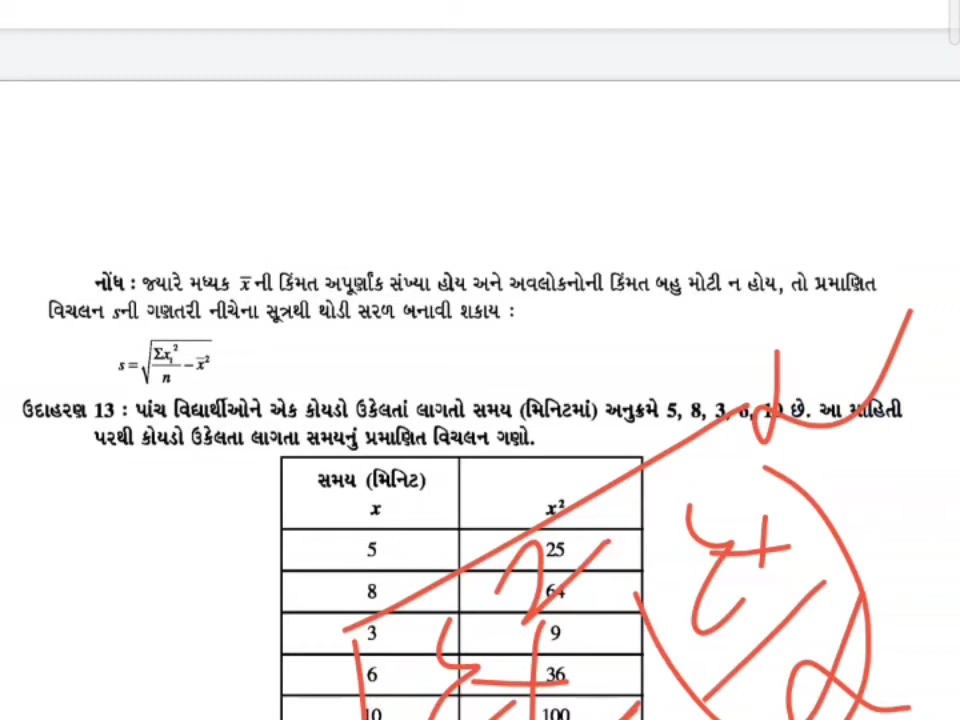 નોંધ : જ્યારે મધ્યક x̅ ની કિંમત અપૂર્ણાંક સંખ્યા હોય અને અવલોકનોની કિંમત બહુ મોટી ન હોય, તો પ્રમાણિત
વિચલન sની ગણતરી નીચેના સૂત્રથી થોડી સરળ બનાવી શકાય :
s = √(Σxᵢ²/n − x̅²)
ઉદાહરણ 13 : પાંચ વિદ્યાર્થીઓને એક કોયડો ઉકેલતાં લાગતો સમય (મિનિટમાં) અનુક્રમે 5, 8, 3, 6, 10 છે. આ માહિતી
પરથી કોયડો ઉકેલતા લાગતા સમયનું પ્રમાણિત વિચલન ગણો.
સમય (મિનિટ)
x x²
5 25
8 64
3 9
6 36
10 100